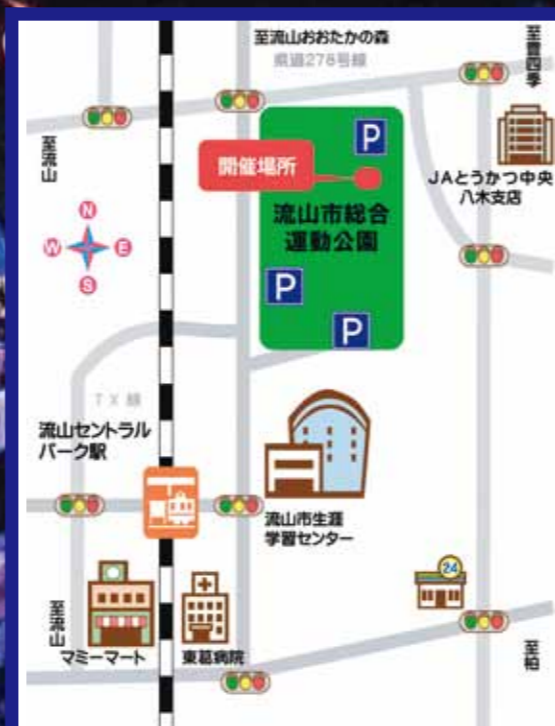 至流山おおたかの森
県道278号線
至豊四季
至流山
開催場所
P
JAとうかつ中央
八木支店
流山市総合
運動公園
N
W
E
S
P
P
TX線
流山セントラル
パーク駅
流山市生涯
学習センター
24
至流山
マミーマート
東葛病院
至柏